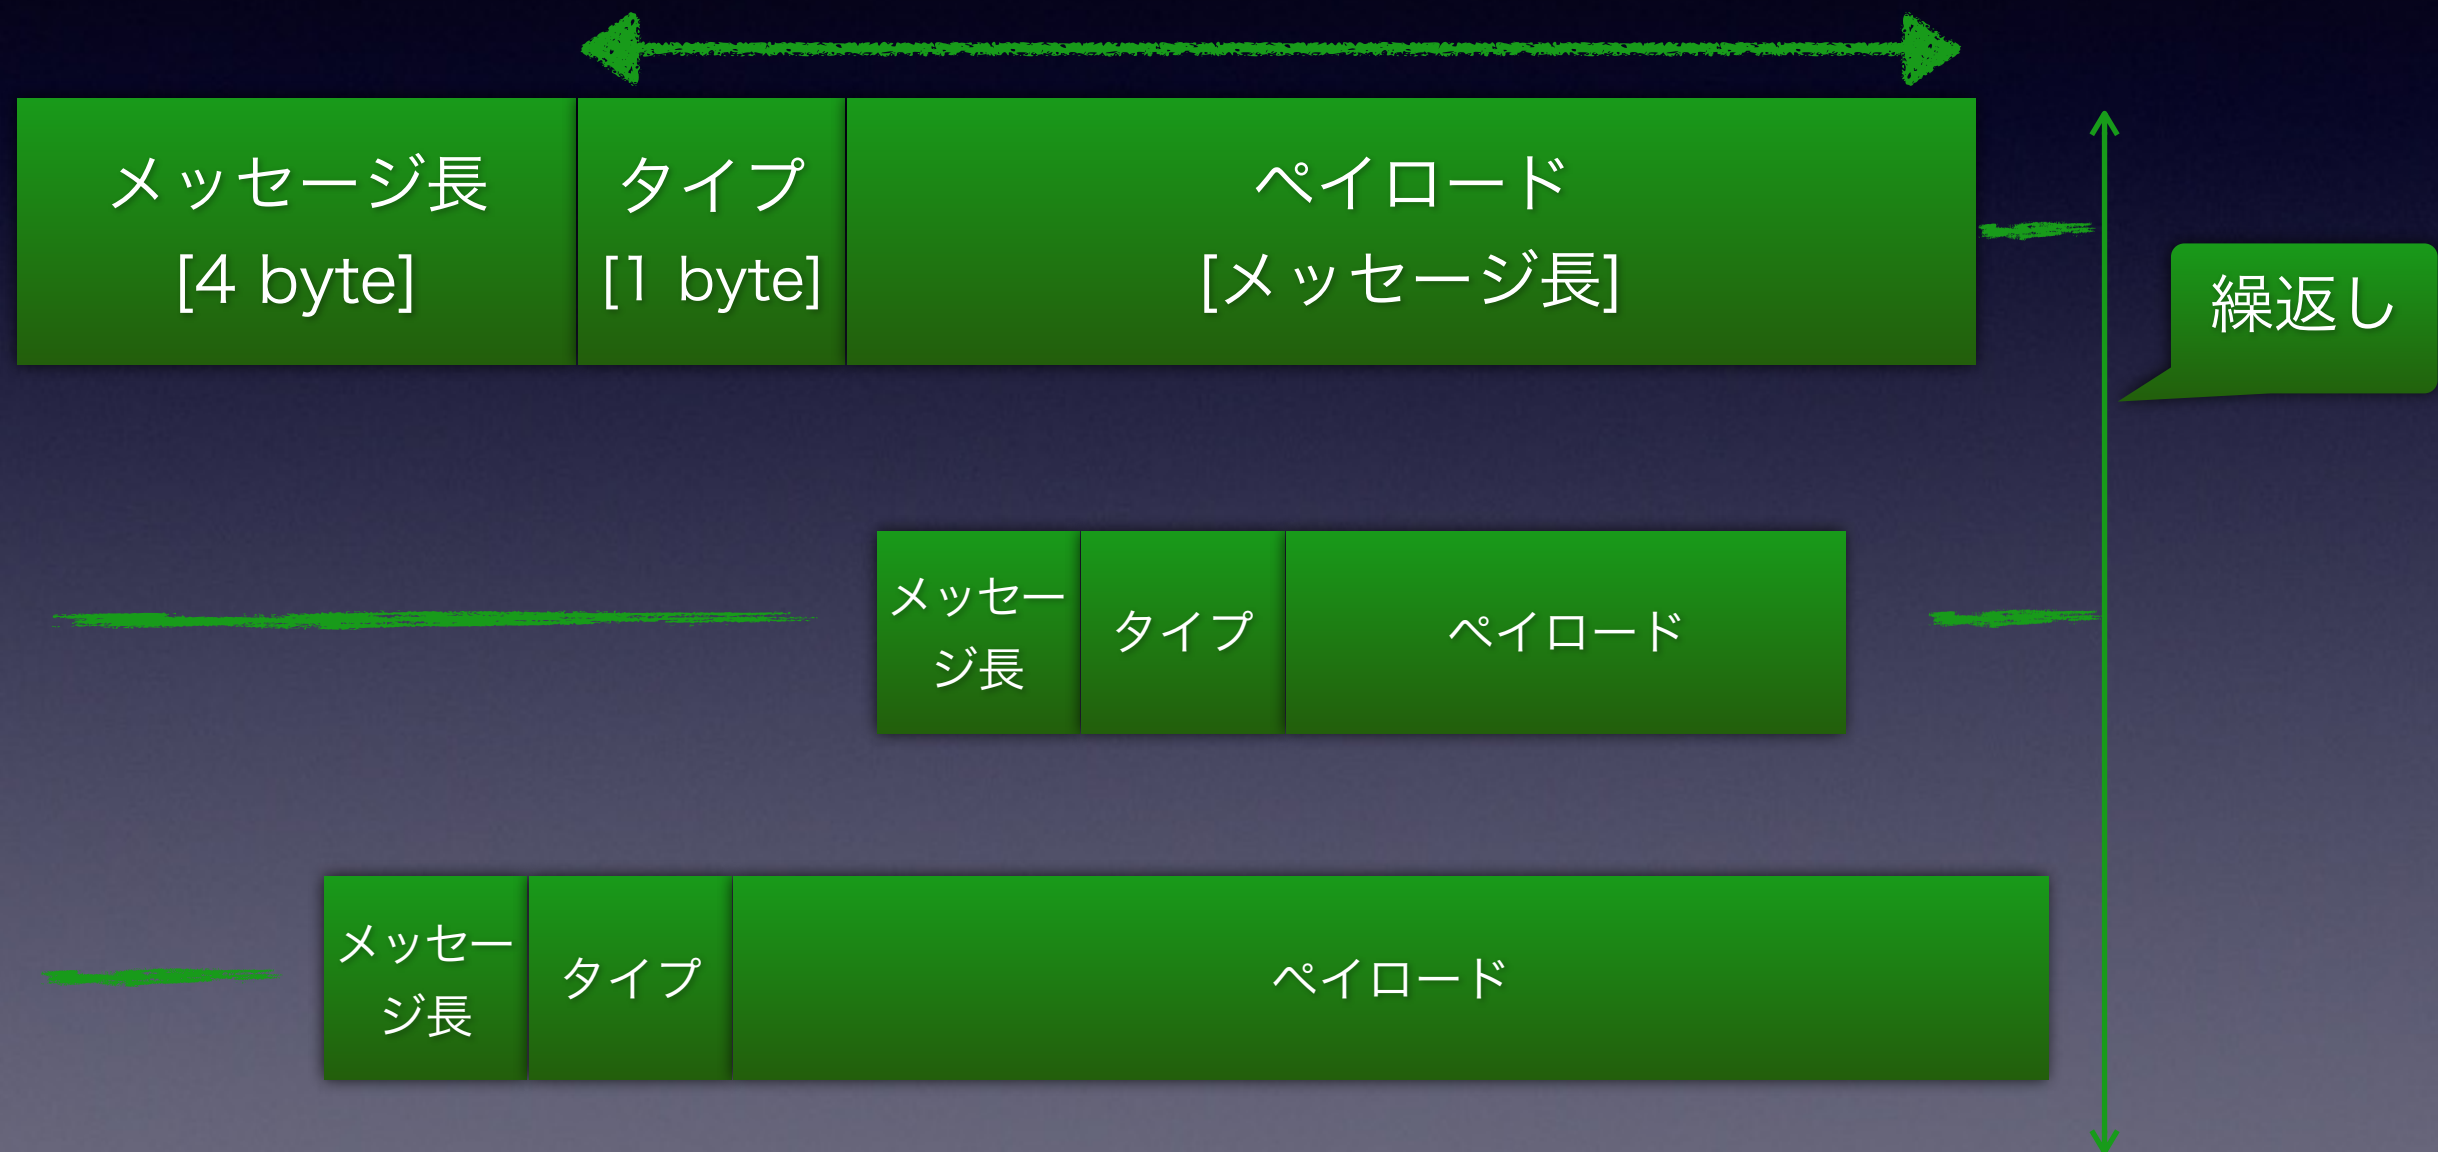 メッセージ長
[4 byte]
タイプ
[1 byte]
ペイロード
[メッセージ長]
繰返し
メッセー
ジ長
タイプ
ペイロード
メッセー
ジ長
タイプ
ペイロード